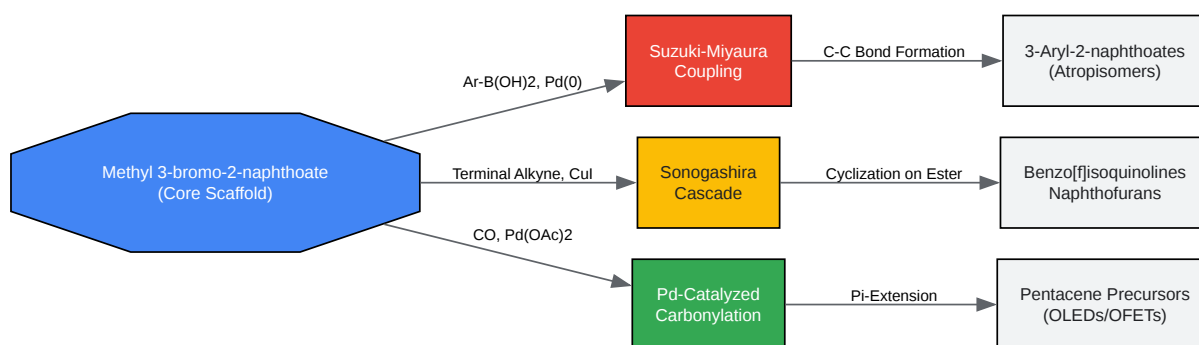 Methyl 3-bromo-2-naphthoate
(Core Scaffold)
Ar-B(OH)2, Pd(0)
Suzuki-Miyaura
Coupling
C-C Bond Formation
3-Aryl-2-naphthoates
(Atropisomers)
Terminal Alkyne, CuI
Sonogashira
Cascade
Cyclization on Ester
Benzo[f]isoquinolines
Naphthofurans
CO, Pd(OAc)2
Pd-Catalyzed
Carbonylation
Pi-Extension
Pentacene Precursors
(OLEDs/OFETs)